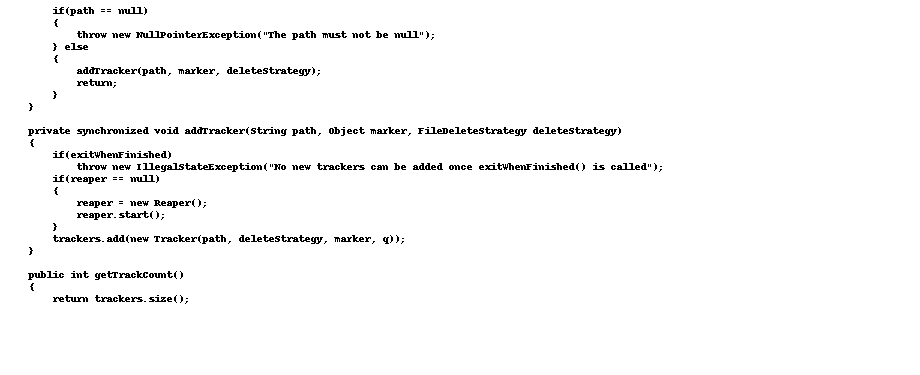 if(path == null)
{
throw new NullPointerException("The path must not be null");
} else
{
addTracker(path, marker, deleteStrategy);
return;
}
}
private synchronized void addTracker(String path, Object marker, FileDeleteStrategy deleteStrategy)
{
if(exitWhenFinished)
throw new IllegalStateException("No new trackers can be added once exitWhenFinished() is called");
if(reaper == null)
{
reaper = new Reaper();
reaper.start();
}
trackers.add(new Tracker(path, deleteStrategy, marker, q));
}
public int getTrackCount()
{
return trackers.size();